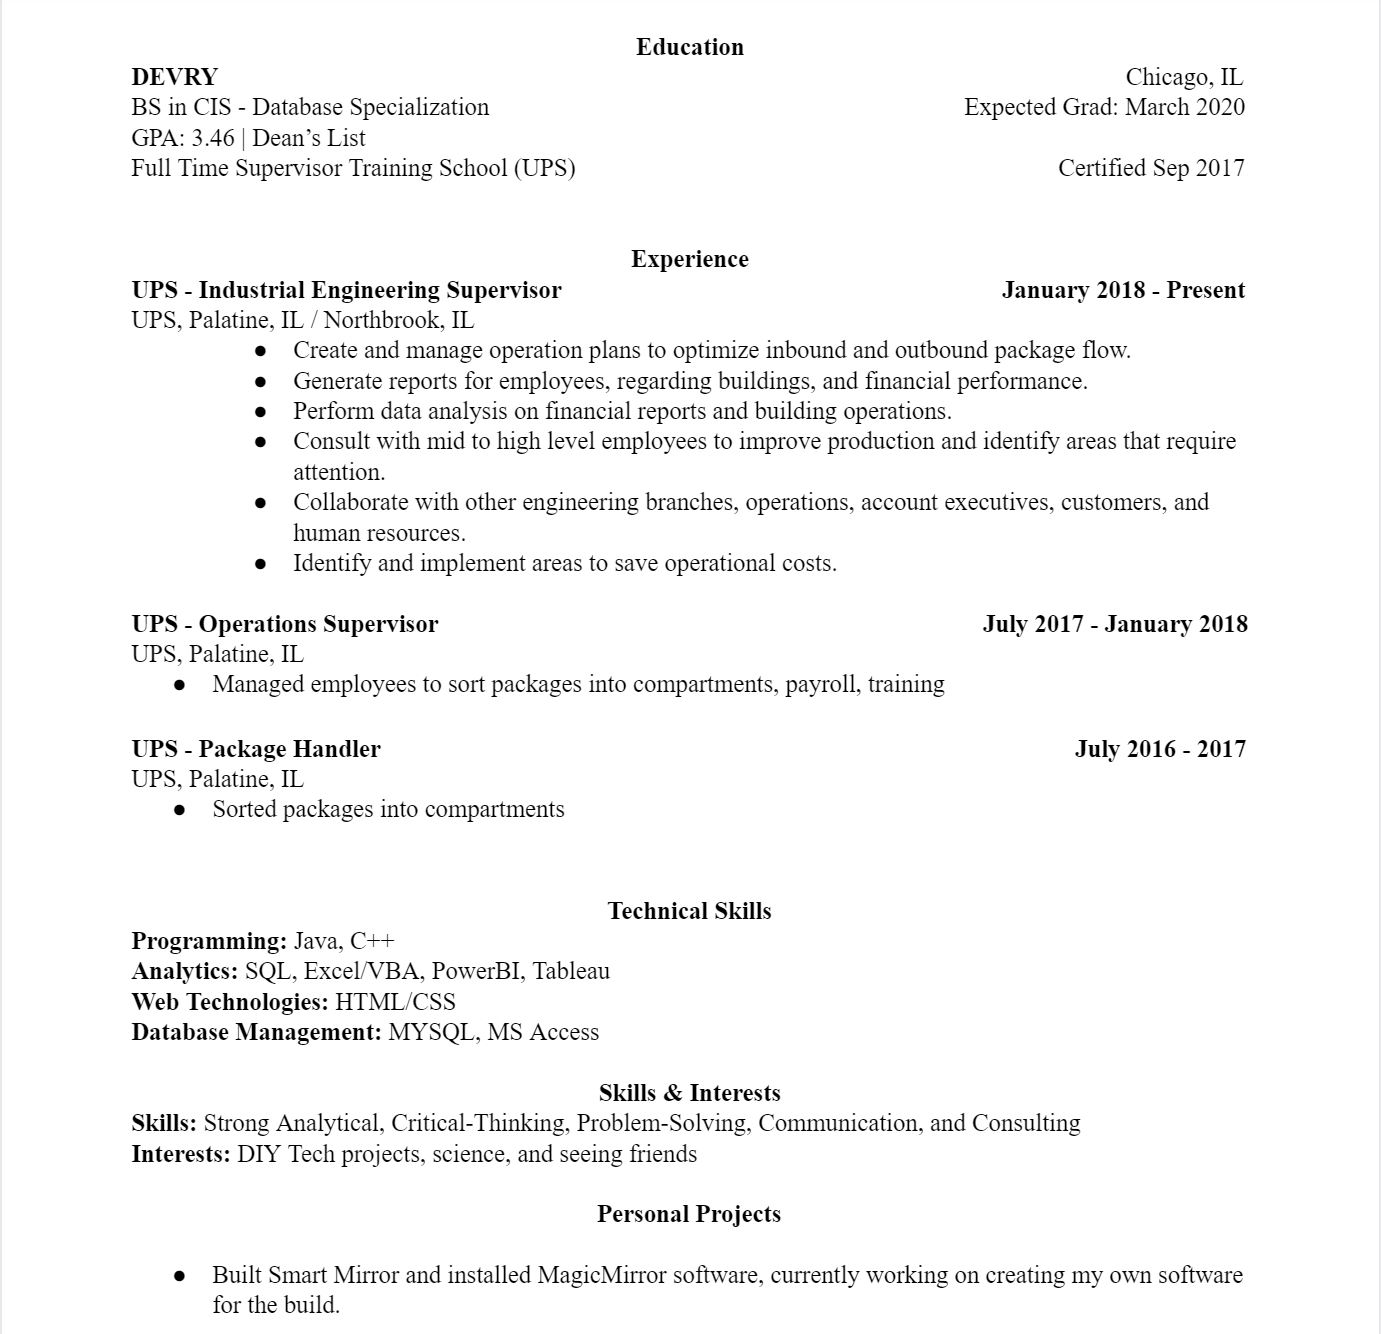 Education
DEVRY Chicago, IL
BS in CIS - Database Specialization Expected Grad: March 2020
GPA: 3.46 | Dean’s List
Full Time Supervisor Training School (UPS) Certified Sep 2017
Experience
UPS - Industrial Engineering Supervisor January 2018 - Present
UPS, Palatine, IL / Northbrook, IL
● Create and manage operation plans to optimize inbound and outbound package flow.
● Generate reports for employees, regarding buildings, and financial performance.
● Perform data analysis on financial reports and building operations.
● Consult with mid to high level employees to improve production and identify areas that require
attention.
● Collaborate with other engineering branches, operations, account executives, customers, and
human resources.
● Identify and implement areas to save operational costs.
UPS - Operations Supervisor July 2017 - January 2018
UPS, Palatine, IL
● Managed employees to sort packages into compartments, payroll, training
UPS - Package Handler July 2016 - 2017
UPS, Palatine, IL
● Sorted packages into compartments
Technical Skills
Programming: Java, C++
Analytics: SQL, Excel/VBA, PowerBI, Tableau
Web Technologies: HTML/CSS
Database Management: MYSQL, MS Access
Skills & Interests
Skills: Strong Analytical, Critical-Thinking, Problem-Solving, Communication, and Consulting
Interests: DIY Tech projects, science, and seeing friends
Personal Projects
● Built Smart Mirror and installed MagicMirror software, currently working on creating my own software
for the build.